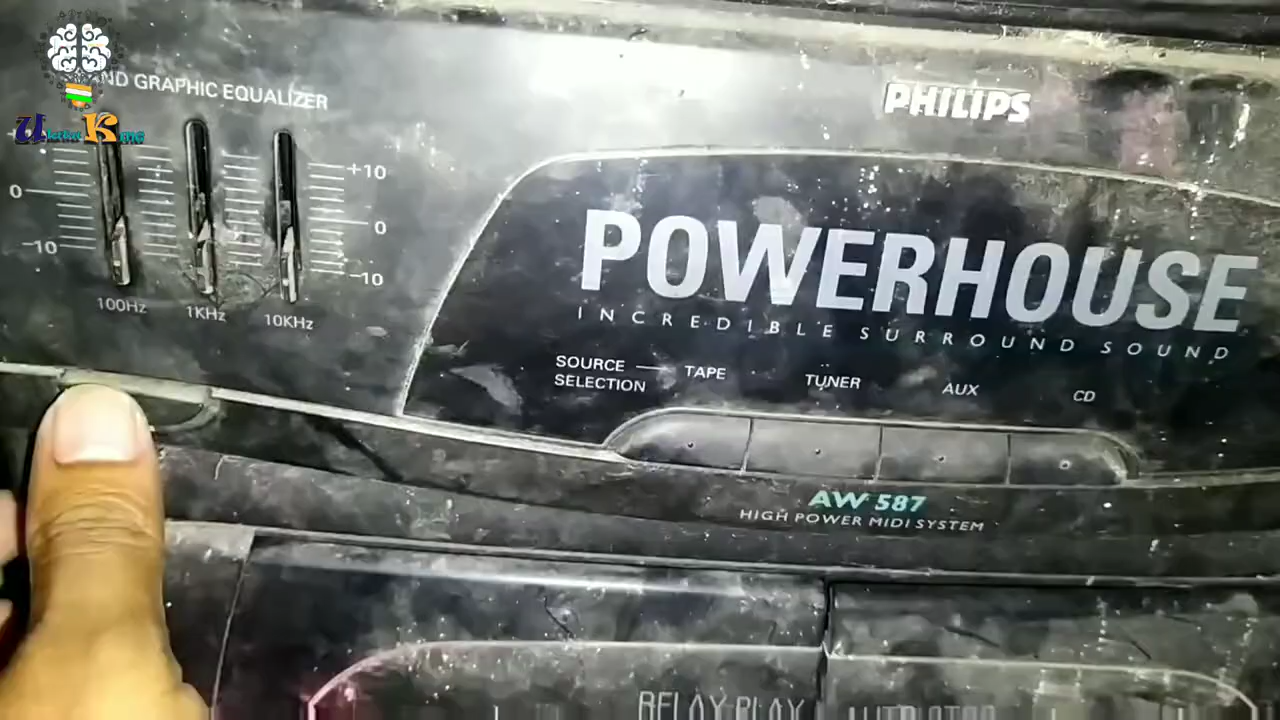 ND GRAPHIC EQUALIZER
PHILIPS
+10
0
0
-10
-10
100Hz
1KHz
10KHz
POWERHOUSE
INCREDIBLE SURROUND SOUND
SOURCE SELECTION
TAPE
TUNER
AUX
CD
AW 587
HIGH POWER MIDI SYSTEM
RELAY PLAY